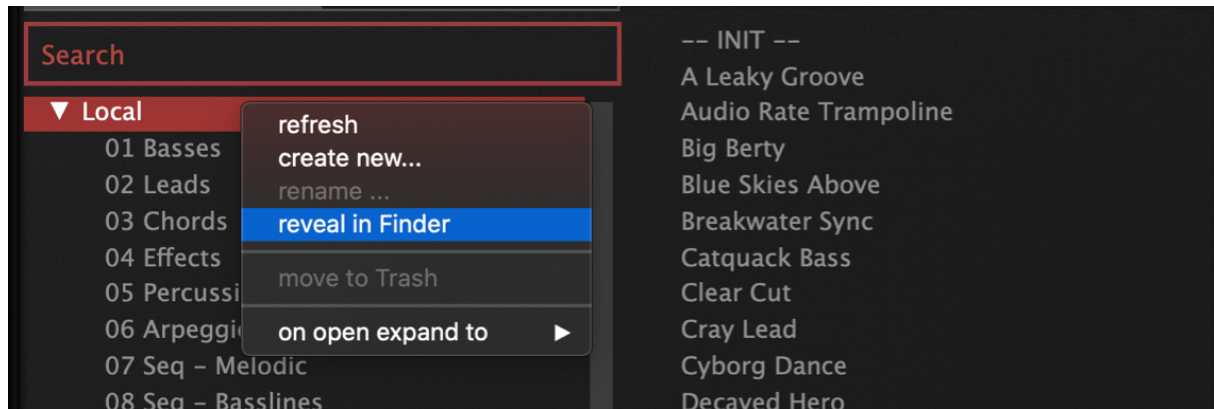 Search
▼ Local
01 Basses
02 Leads
03 Chords
04 Effects
05 Percussi
06 Arpeggi
07 Seq – Melodic
08 Seq – Basslines
refresh
create new...
rename ...
reveal in Finder
move to Trash
on open expand to ▶
-- INIT --
A Leaky Groove
Audio Rate Trampoline
Big Berty
Blue Skies Above
Breakwater Sync
Catquack Bass
Clear Cut
Cray Lead
Cyborg Dance
Decayed Hero